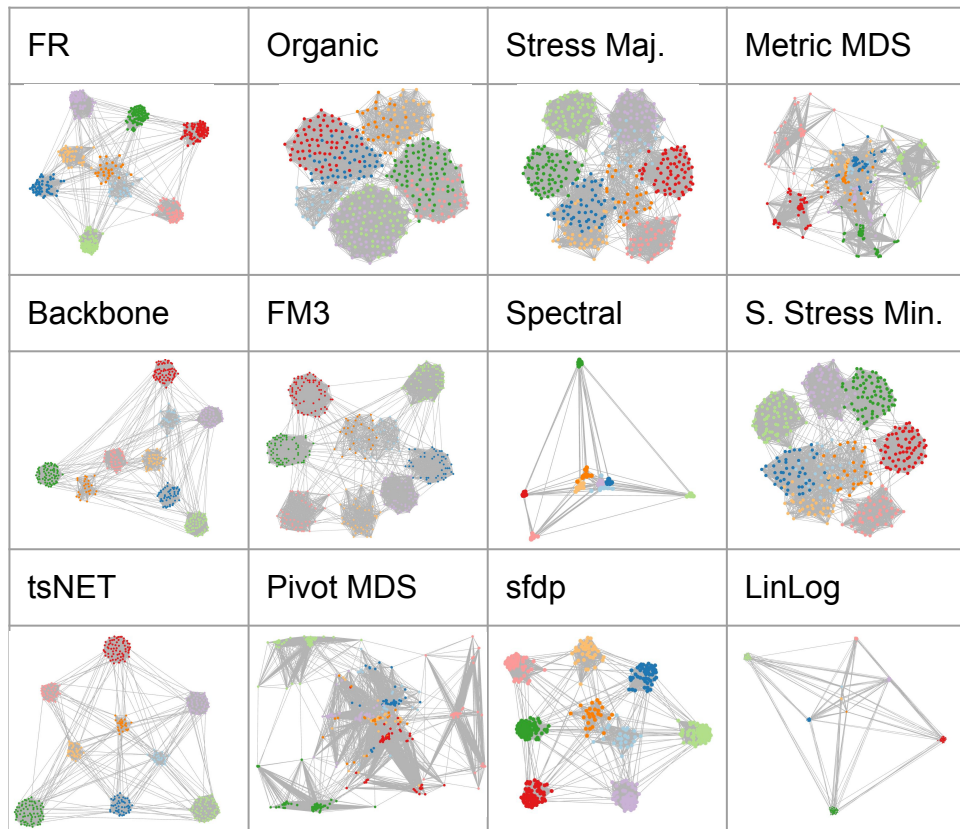 FR
Organic
Stress Maj.
Metric MDS
Backbone
FM3
Spectral
S. Stress Min.
tsNET
Pivot MDS
sfdp
LinLog